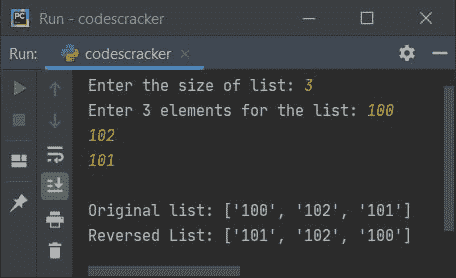 PC
Run - codescracker
Run: codescracker
Enter the size of list: 3
Enter 3 elements for the list: 100
102
101
Original list: ['100', '102', '101']
Reversed List: ['101', '102', '100']